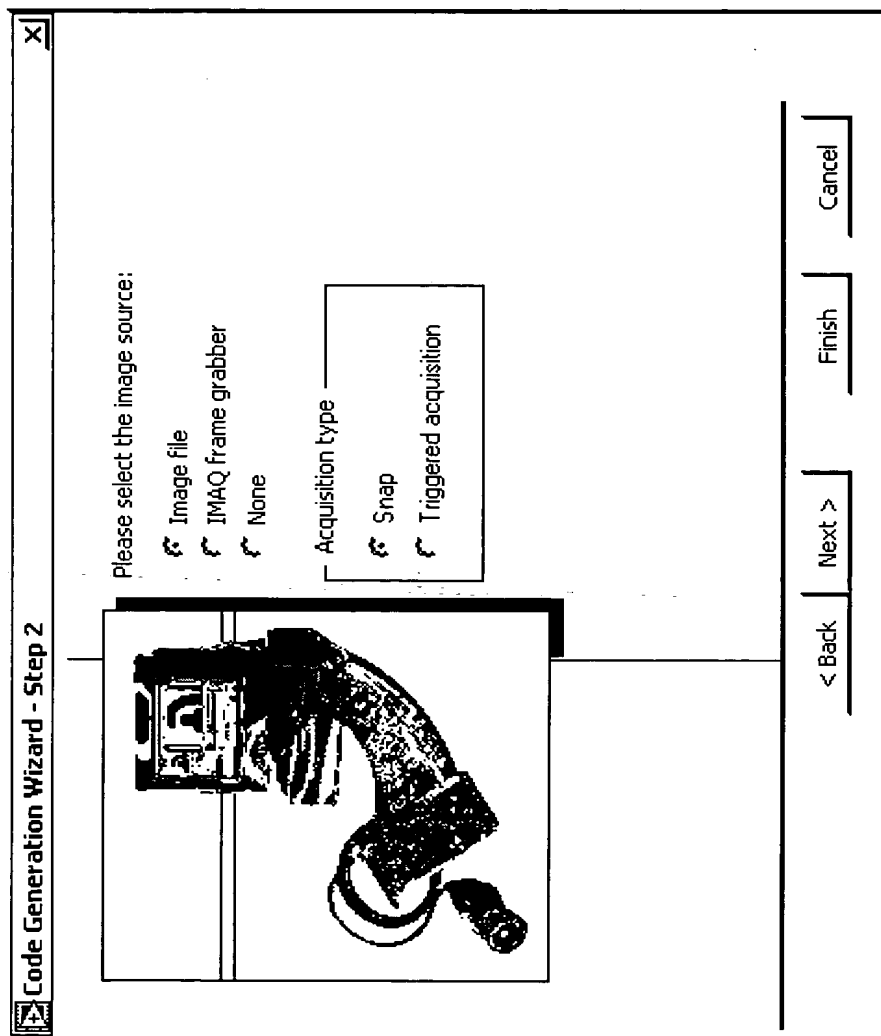 Code Generation Wizard - Step 2
Please select the image source:
Image file
IMAQ frame grabber
None
Acquisition type
Snap
Triggered acquisition
< Back
Next >
Finish
Cancel